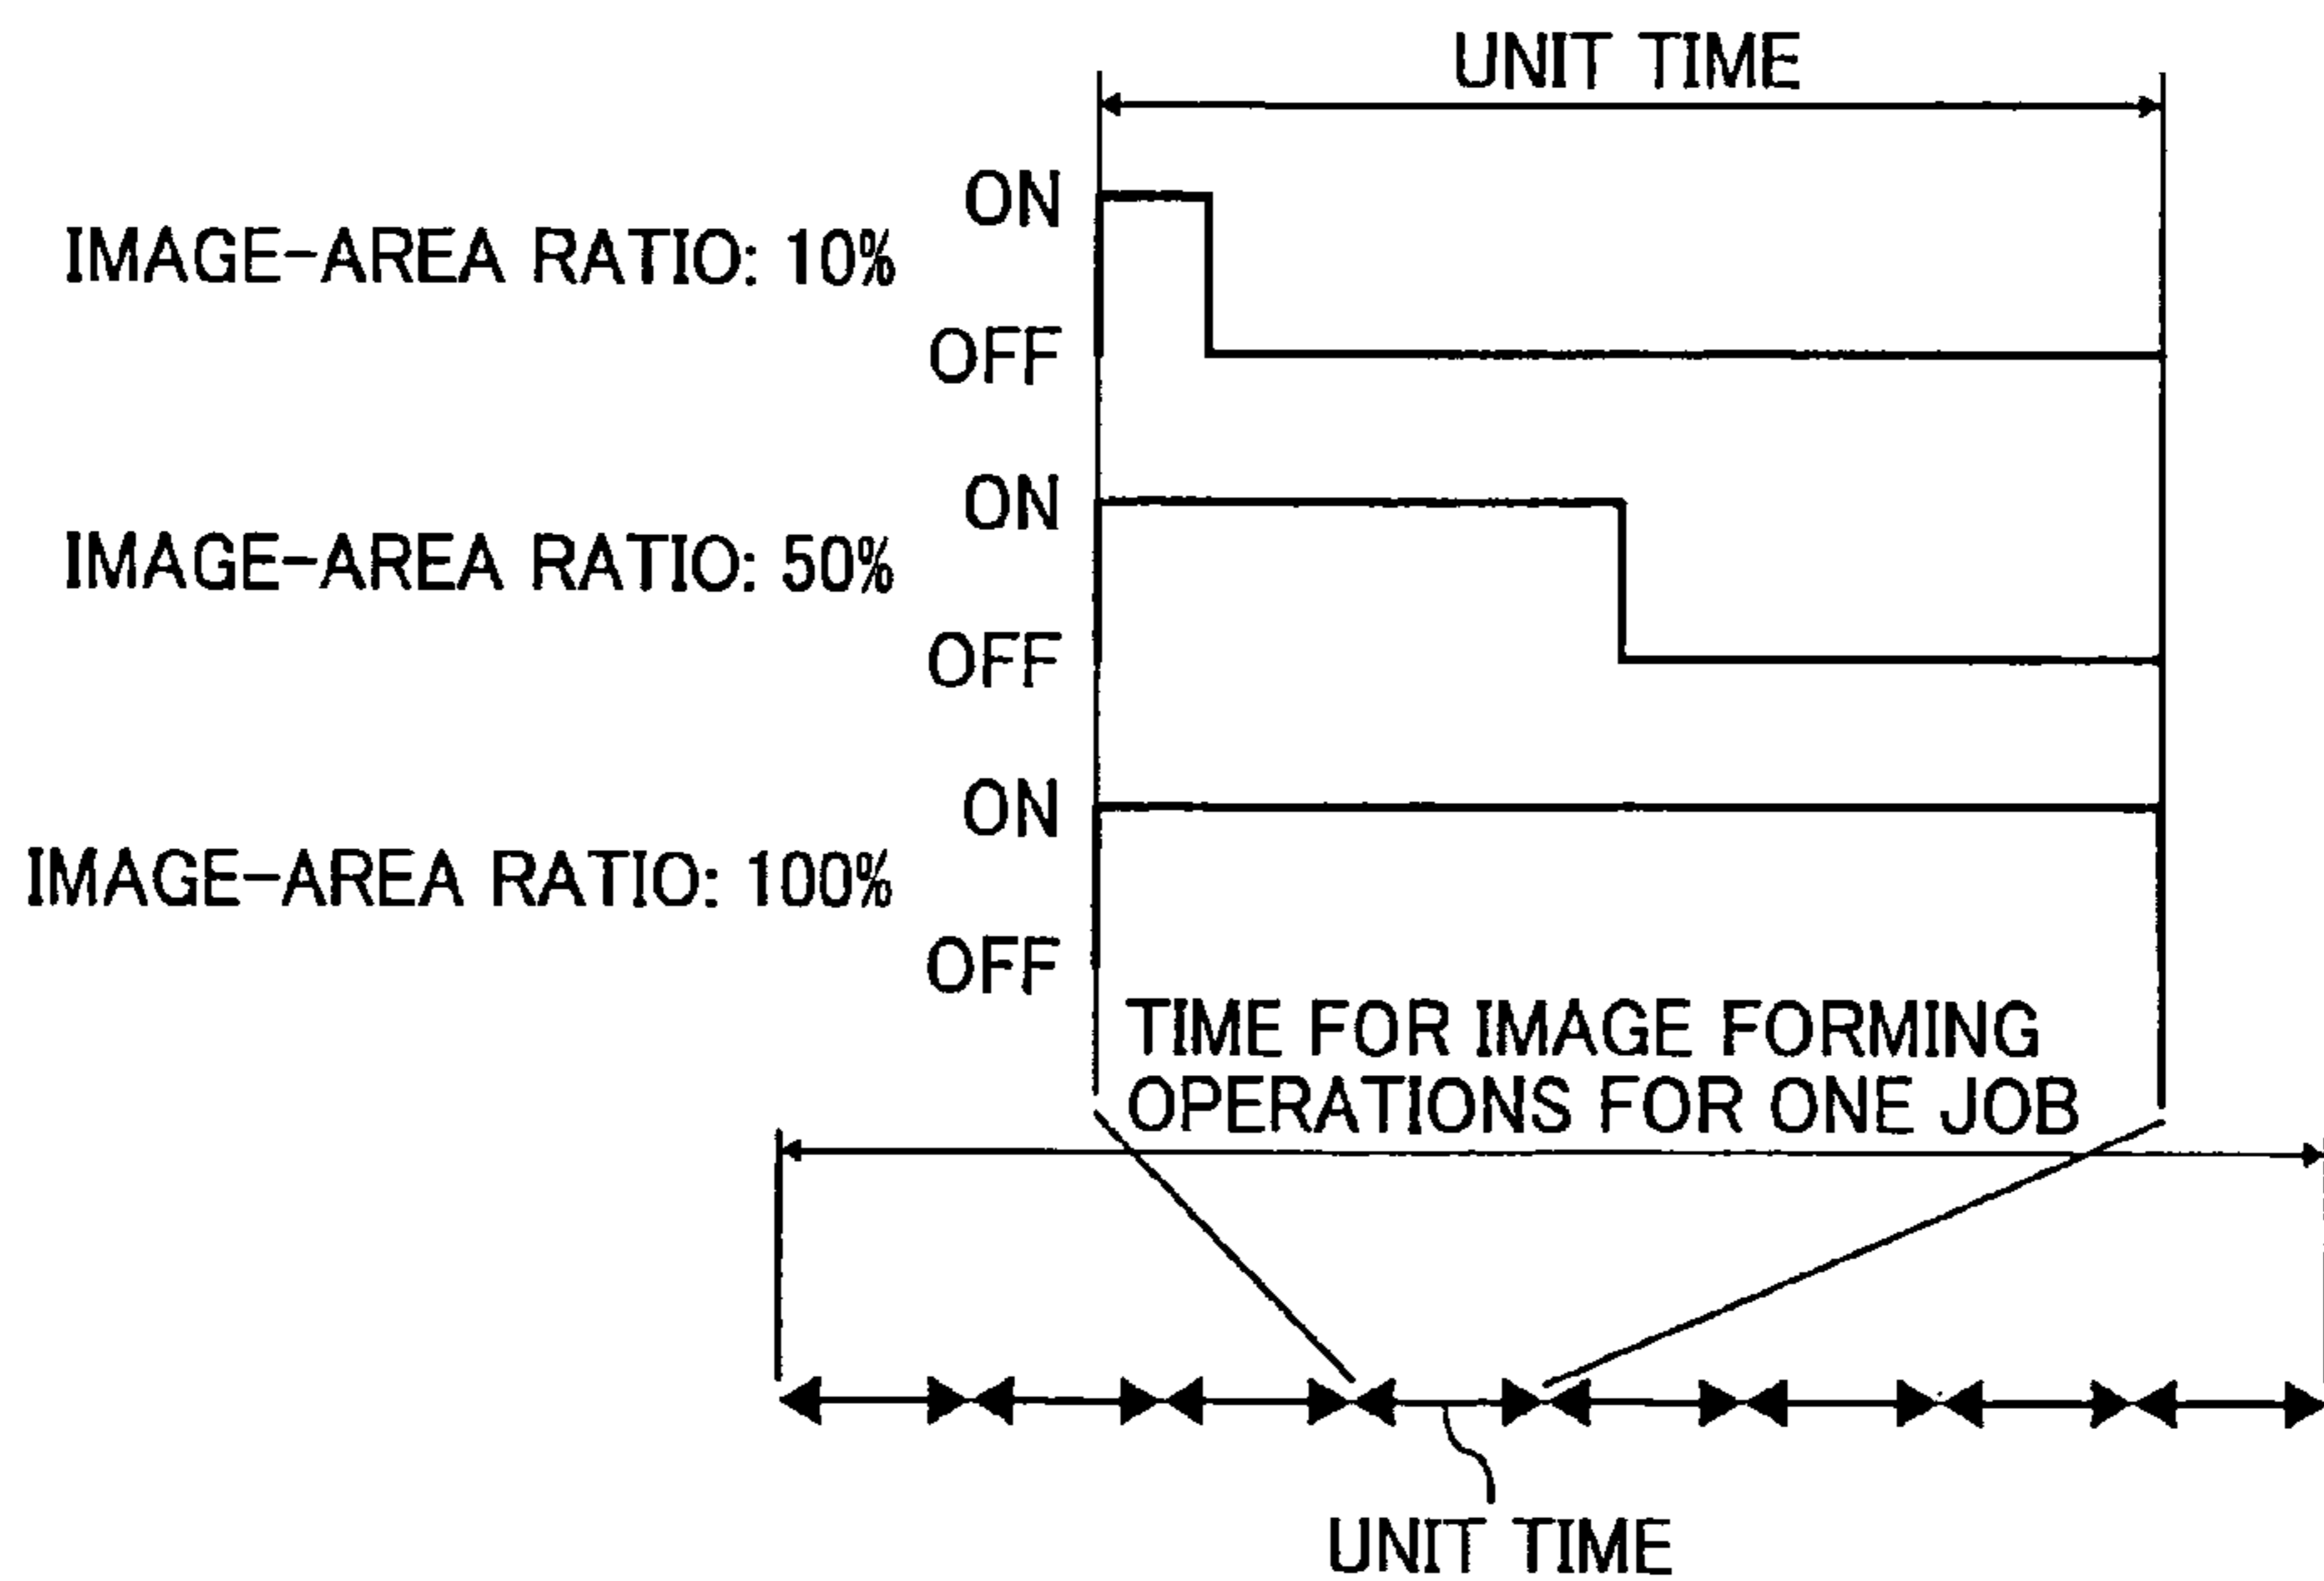 UNIT TIME
ON
IMAGE-AREA RATIO: 10%
OFF
ON
IMAGE-AREA RATIO: 50%
OFF
ON
IMAGE-AREA RATIO: 100%
OFF
TIME FOR IMAGE FORMING
OPERATIONS FOR ONE JOB
UNIT TIME